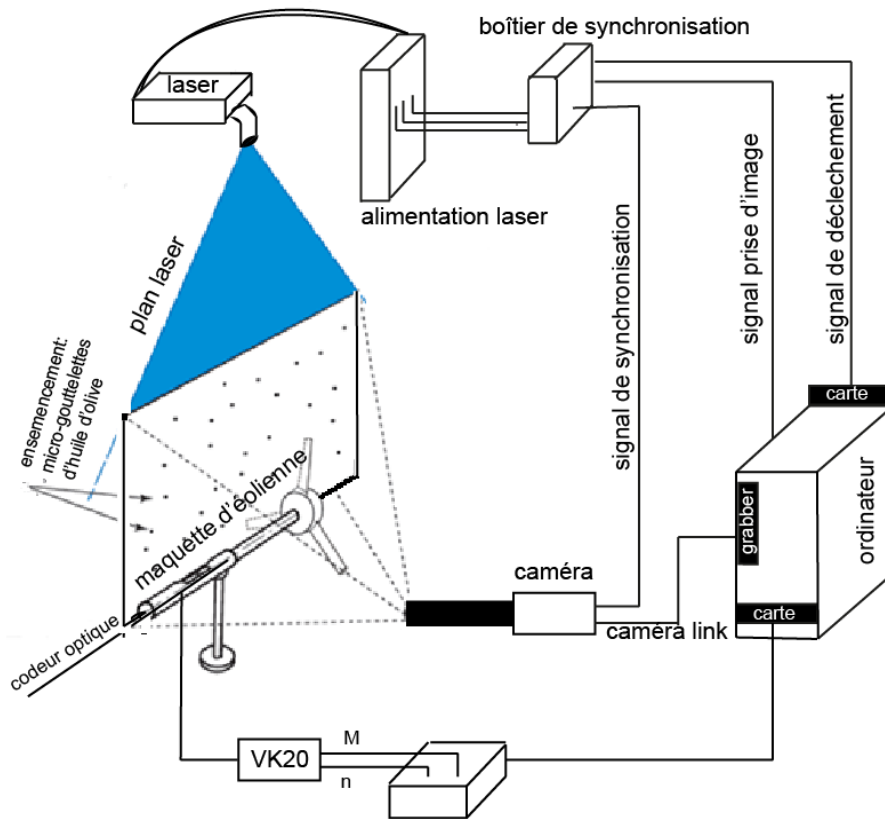 boîtier de synchronisation
laser
alimentation laser
plan laser
ensemencement:
micro-gouttelettes
d'huile d'olive
maquette d'éolienne
codeur optique
signal de synchronisation
signal prise d'image
signal de déclechement
carte
ordinateur
grabber
carte
caméra
caméra link
VK20
M
n